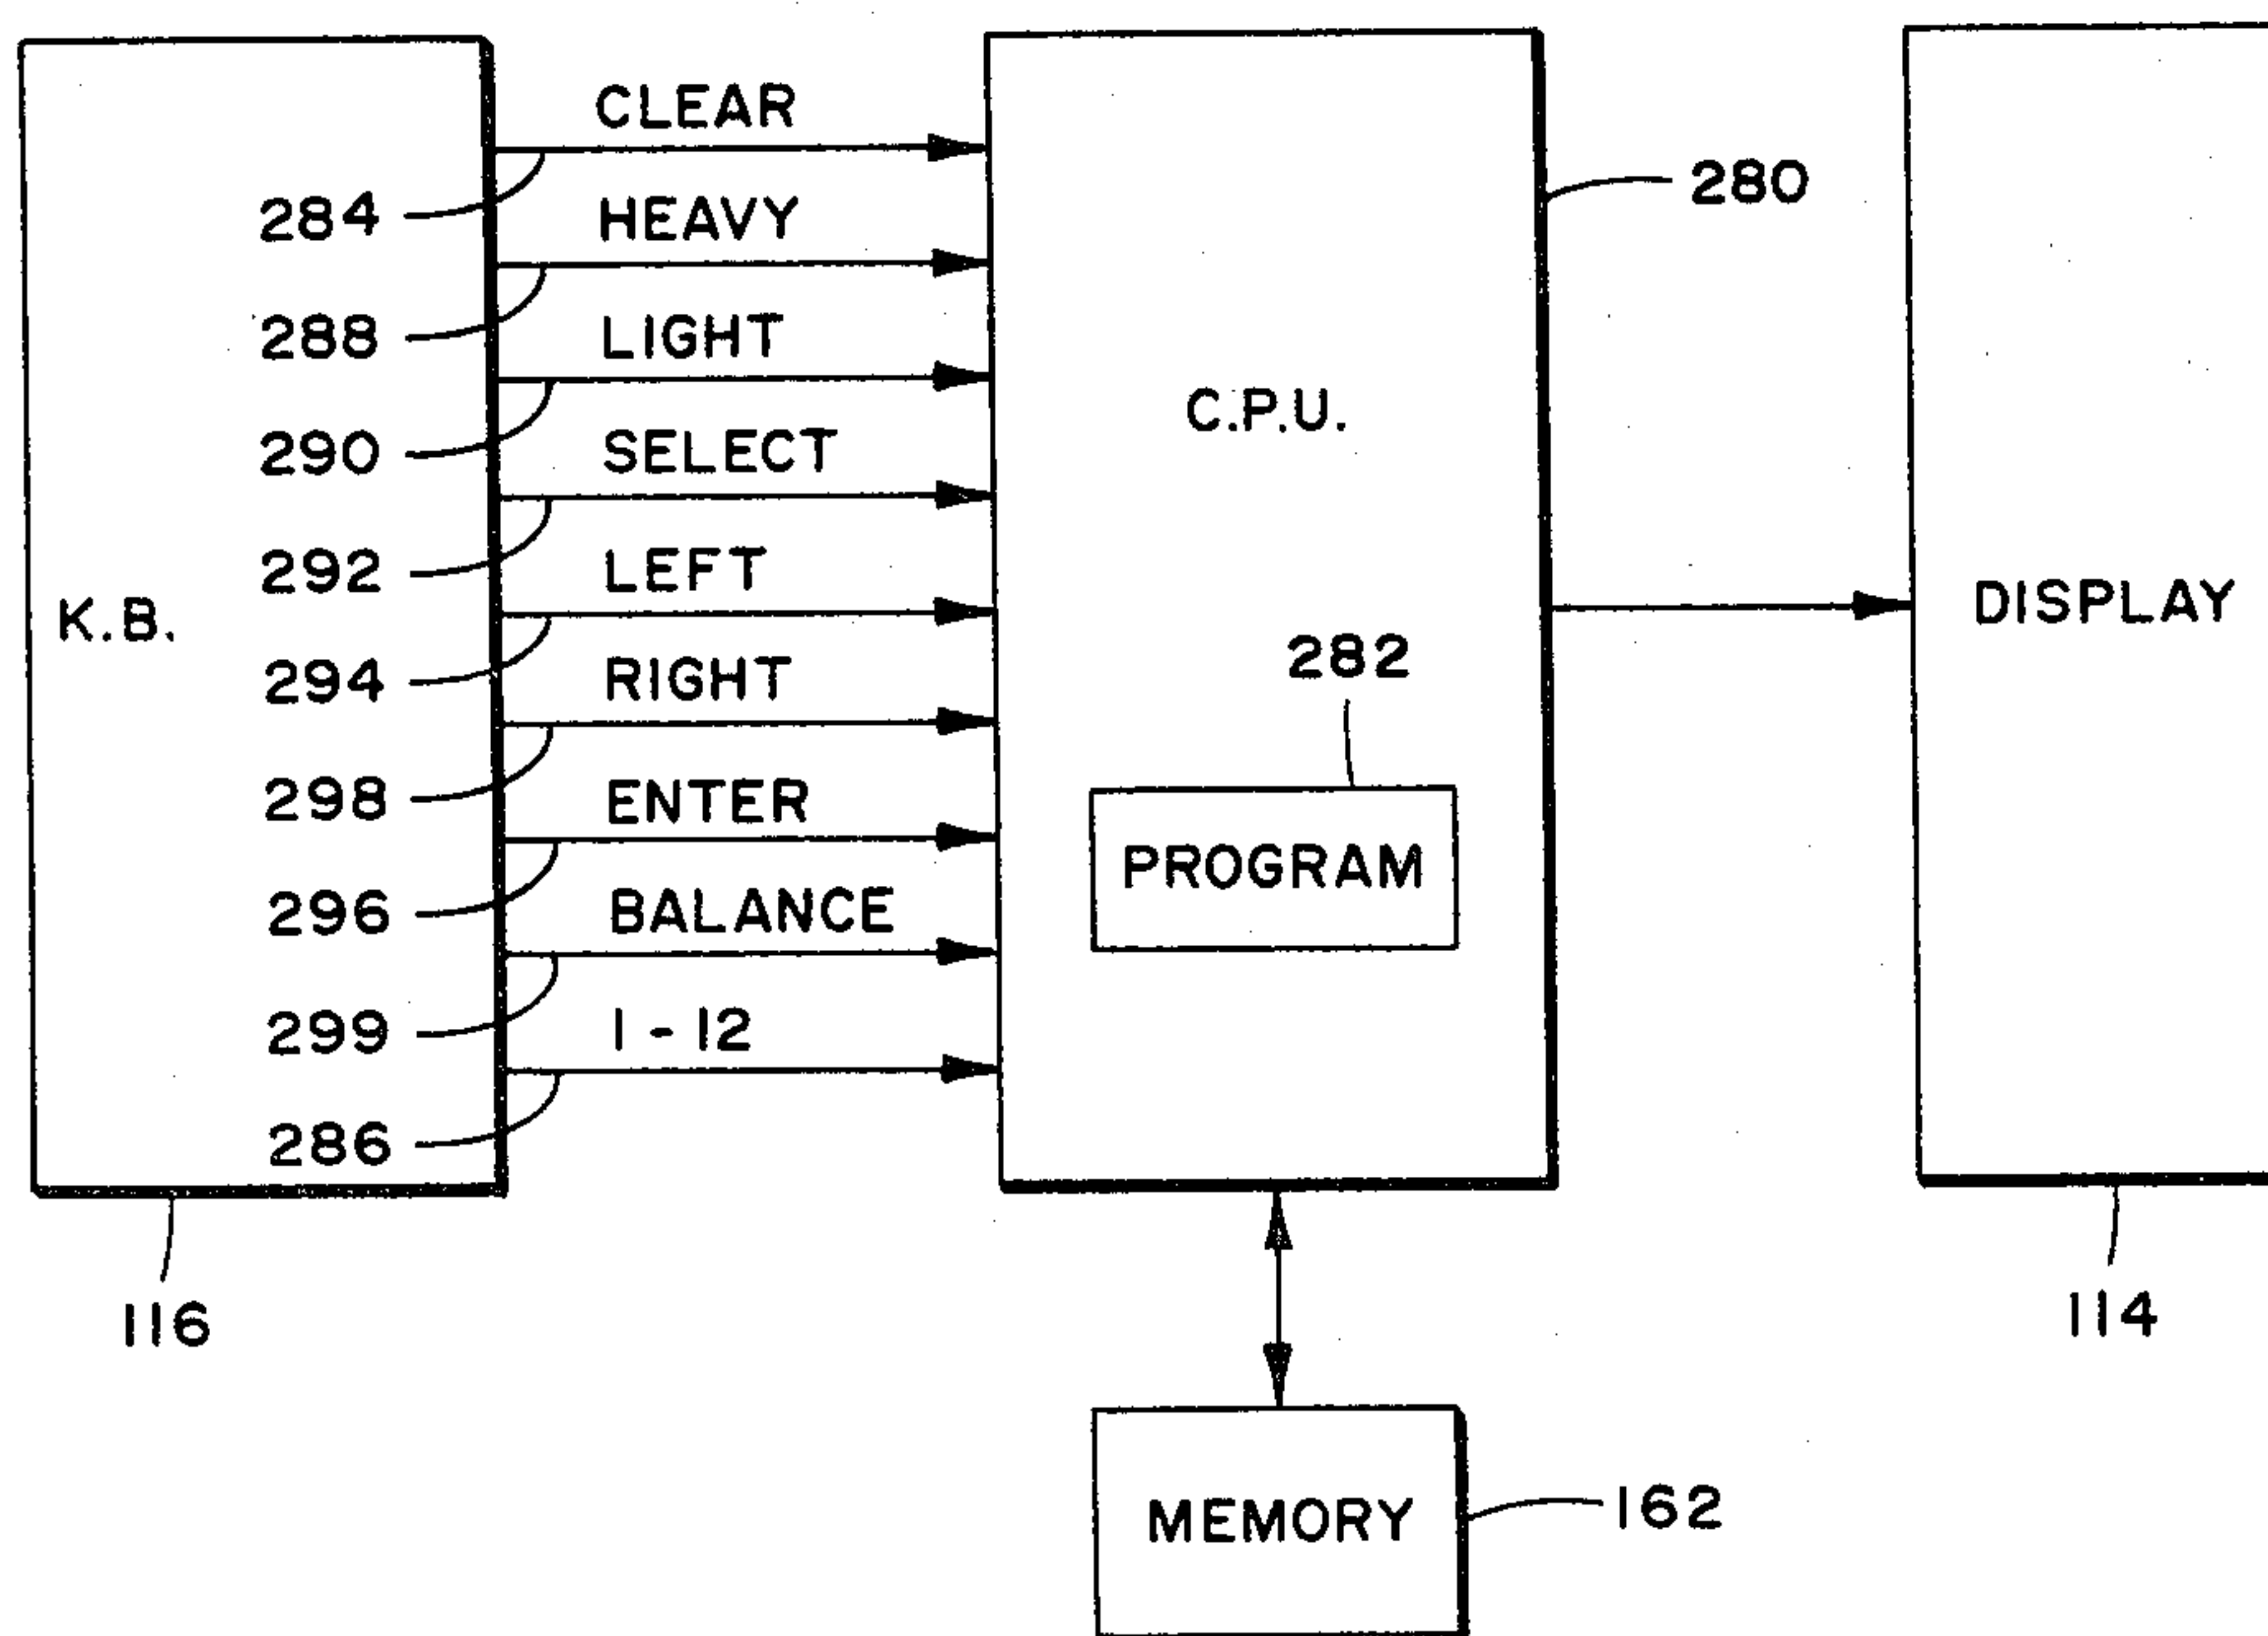 CLEAR
284
HEAVY
288
LIGHT
290
SELECT
292
LEFT
294
RIGHT
298
ENTER
296
BALANCE
299
1-12
286
K.B.
116
C.P.U.
280
282
PROGRAM
DISPLAY
114
MEMORY
162